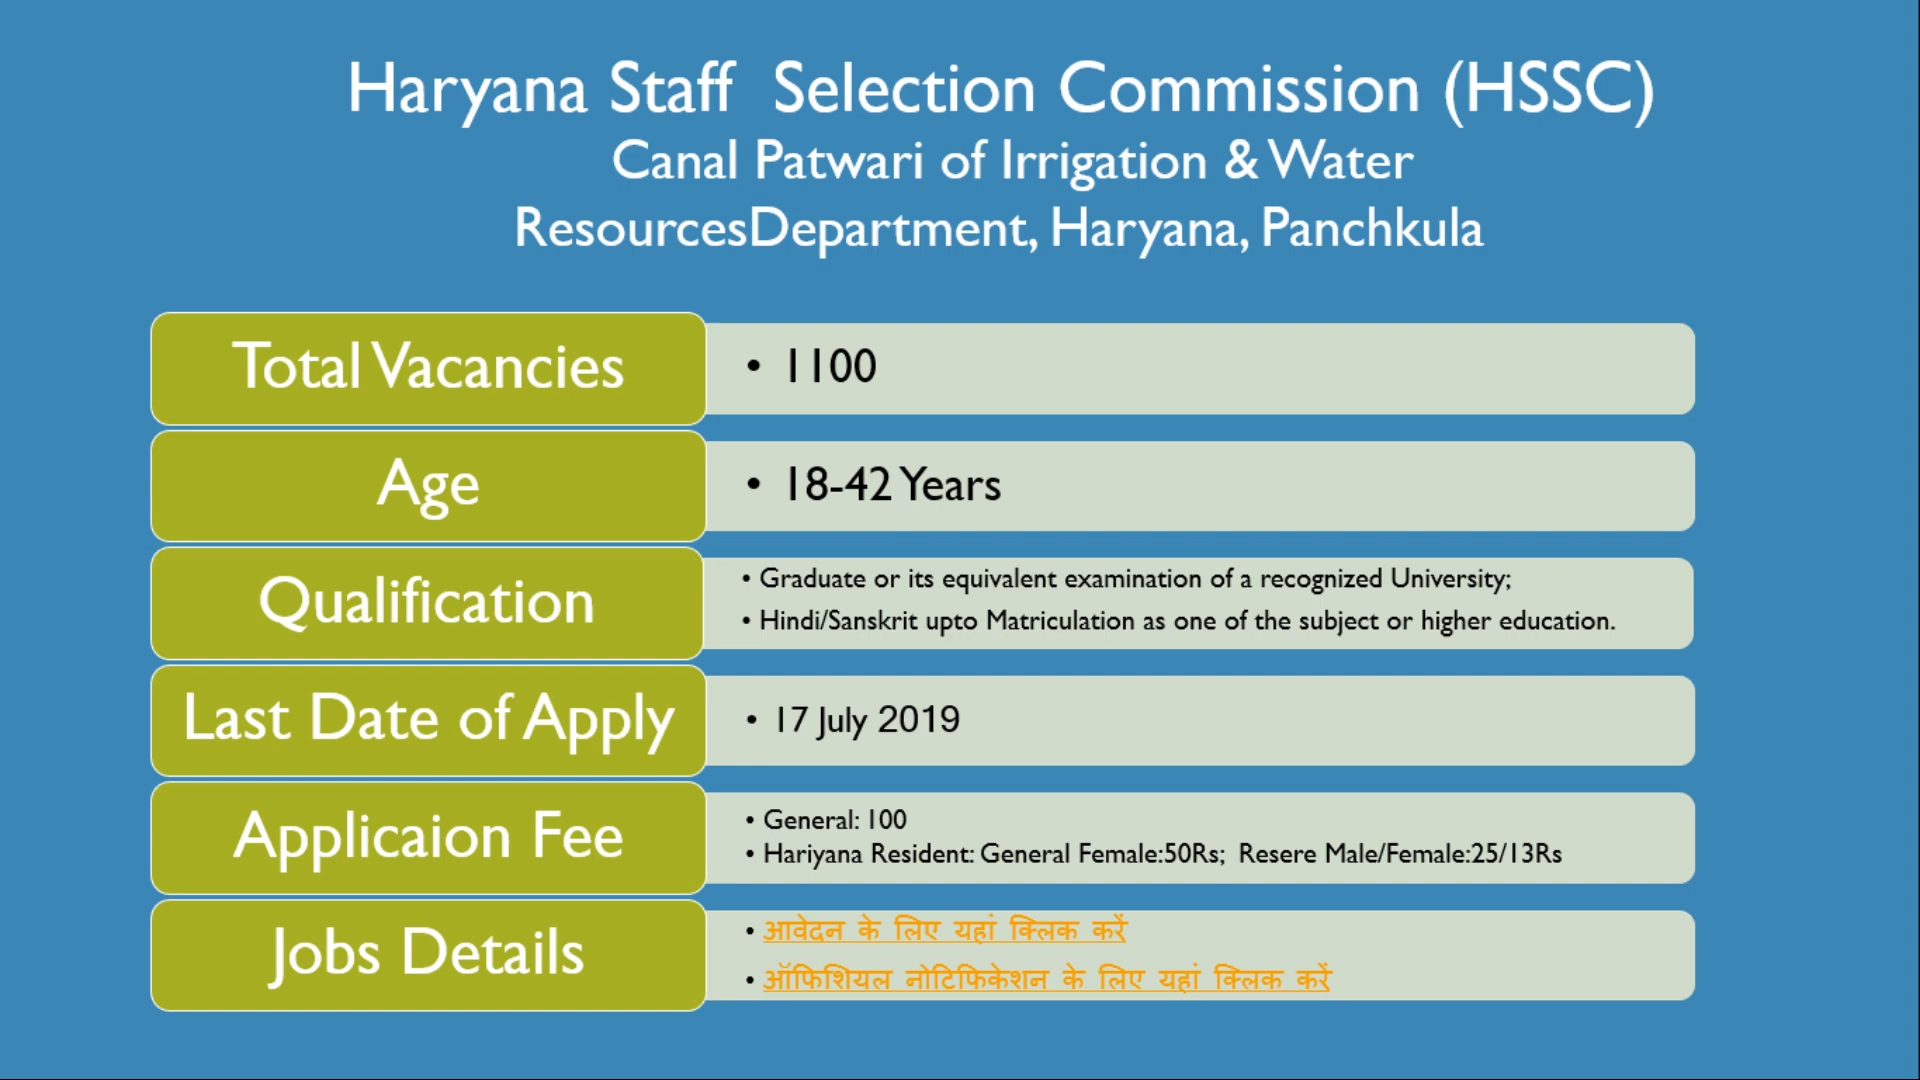 Haryana Staff Selection Commission (HSSC)
Canal Patwari of Irrigation & Water
ResourcesDepartment, Haryana, Panchkula
Total Vacancies
• 1100
Age
• 18-42 Years
Qualification
• Graduate or its equivalent examination of a recognized University;
• Hindi/Sanskrit upto Matriculation as one of the subject or higher education.
Last Date of Apply
• 17 July 2019
Applicaion Fee
• General: 100
• Hariyana Resident: General Female:50Rs; Resere Male/Female:25/13Rs
Jobs Details
• आवेदन के लिए यहां क्लिक करें
• ऑफिशियल नोटिफिकेशन के लिए यहां क्लिक करें